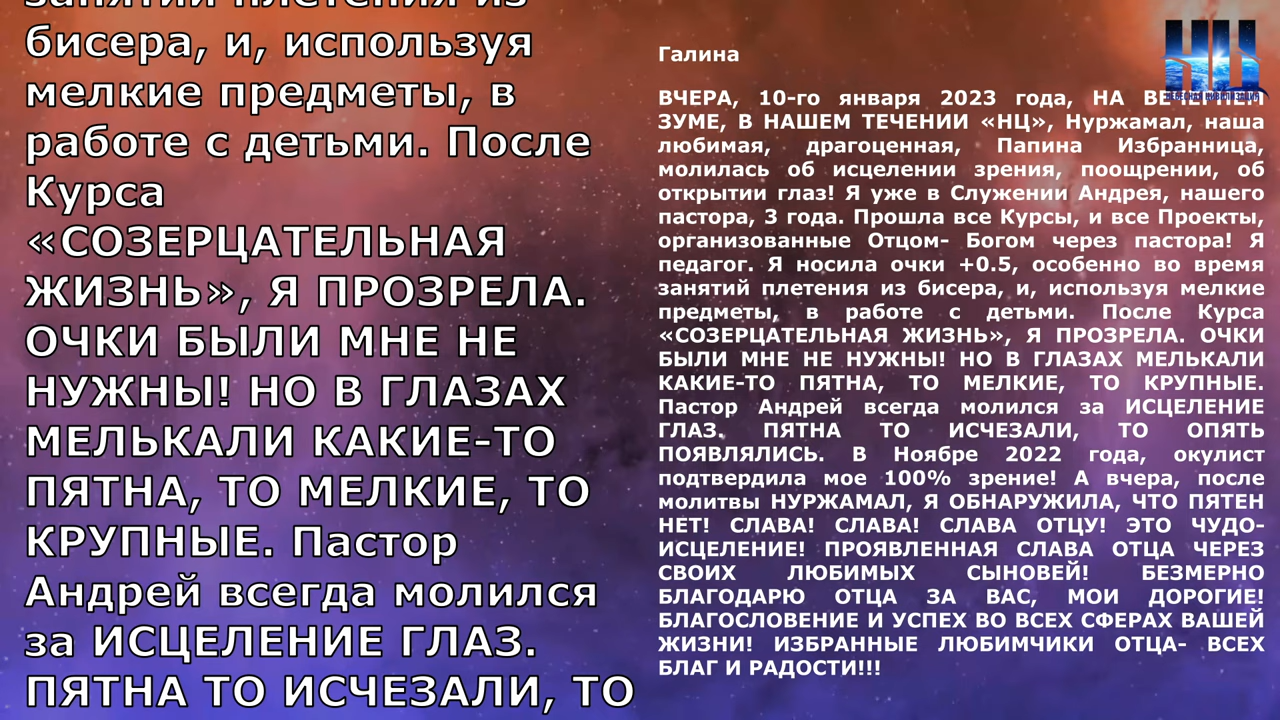 занятий плетения из
бисера, и, используя
мелкие предметы, в
работе с детьми. После
Курса
«СОЗЕРЦАТЕЛЬНАЯ
ЖИЗНЬ», Я ПРОЗРЕЛА.
ОЧКИ БЫЛИ МНЕ НЕ
НУЖНЫ! НО В ГЛАЗАХ
МЕЛЬКАЛИ КАКИЕ-ТО
ПЯТНА, ТО МЕЛКИЕ, ТО
КРУПНЫЕ. Пастор
Андрей всегда молился
за ИСЦЕЛЕНИЕ ГЛАЗ.
ПЯТНА ТО ИСЧЕЗАЛИ, ТО
Галина
ВЧЕРА, 10-го января 2023 года, НА
ЗУМЕ, В НАШЕМ ТЕЧЕНИИ «НЦ», Нуржамал, наша
любимая, драгоценная, Папина Избранница,
молилась об исцелении зрения, поощрении, об
открытии глаз! Я уже в Служении Андрея, нашего
пастора, 3 года. Прошла все Курсы, и все Проекты,
организованные Отцом- Богом через пастора! Я
педагог. Я носила очки +0.5, особенно во время
занятий плетения из бисера, и, используя мелкие
предметы, в работе с детьми. После Курса
«СОЗЕРЦАТЕЛЬНАЯ ЖИЗНЬ», Я ПРОЗРЕЛА. ОЧКИ
БЫЛИ МНЕ НЕ НУЖНЫ! НО В ГЛАЗАХ МЕЛЬКАЛИ
КАКИЕ-ТО ПЯТНА, ТО МЕЛКИЕ, ТО КРУПНЫЕ.
Пастор Андрей всегда молился за ИСЦЕЛЕНИЕ
ГЛАЗ. ПЯТНА ТО ИСЧЕЗАЛИ, ТО ОПЯТЬ
ПОЯВЛЯЛИСЬ. В Ноябре 2022 года, окулист
подтвердила мое 100% зрение! А вчера, после
молитвы НУРЖАМАЛ, Я ОБНАРУЖИЛА, ЧТО ПЯТЕН
НЕТ! СЛАВА! СЛАВА! СЛАВА ОТЦУ! ЭТО ЧУДО-
ИСЦЕЛЕНИЕ! ПРОЯВЛЕННАЯ СЛАВА ОТЦА ЧЕРЕЗ
СВОИХ ЛЮБИМЫХ СЫНОВЕЙ! БЕЗМЕРНО
БЛАГОДАРЮ ОТЦА ЗА ВАС, МОИ ДОРОГИЕ!
БЛАГОСЛОВЕНИЕ И УСПЕХ ВО ВСЕХ СФЕРАХ ВАШЕЙ
ЖИЗНИ! ИЗБРАННЫЕ ЛЮБИМЧИКИ ОТЦА- ВСЕХ
БЛАГ И РАДОСТИ!!!
НЦ
НЕБЕСНАЯ ЦИВИЛИЗАЦИЯ